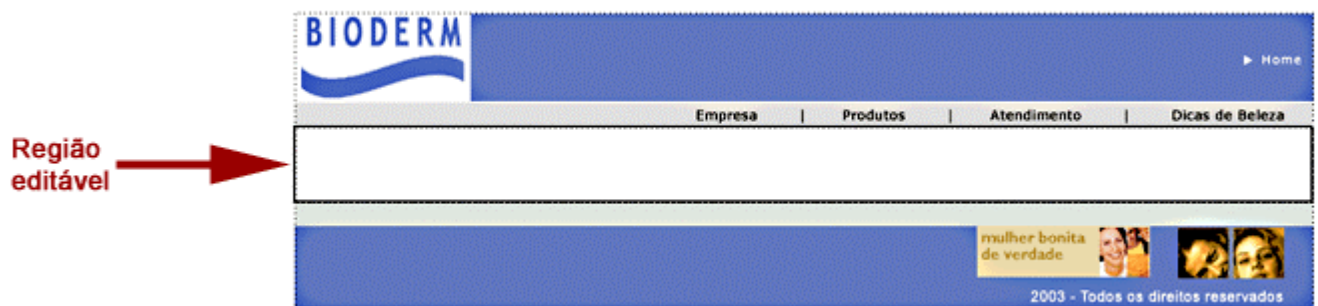 BIODERM
Home
Empresa | Produtos | Atendimento | Dicas de Beleza
Região
editável
mulher bonita
de verdade
2003 - Todos os direitos reservados